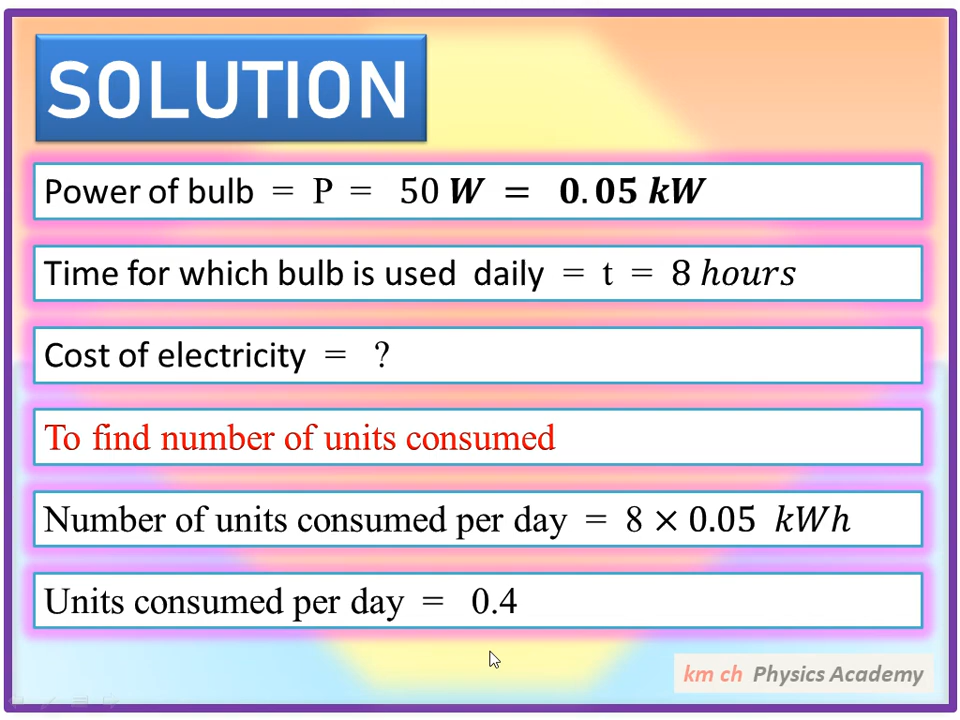 SOLUTION
Power of bulb = P = 50 W = 0.05 kW
Time for which bulb is used daily = t = 8 hours
Cost of electricity = ?
To find number of units consumed
Number of units consumed per day = 8 × 0.05 kWh
Units consumed per day = 0.4
km ch Physics Academy